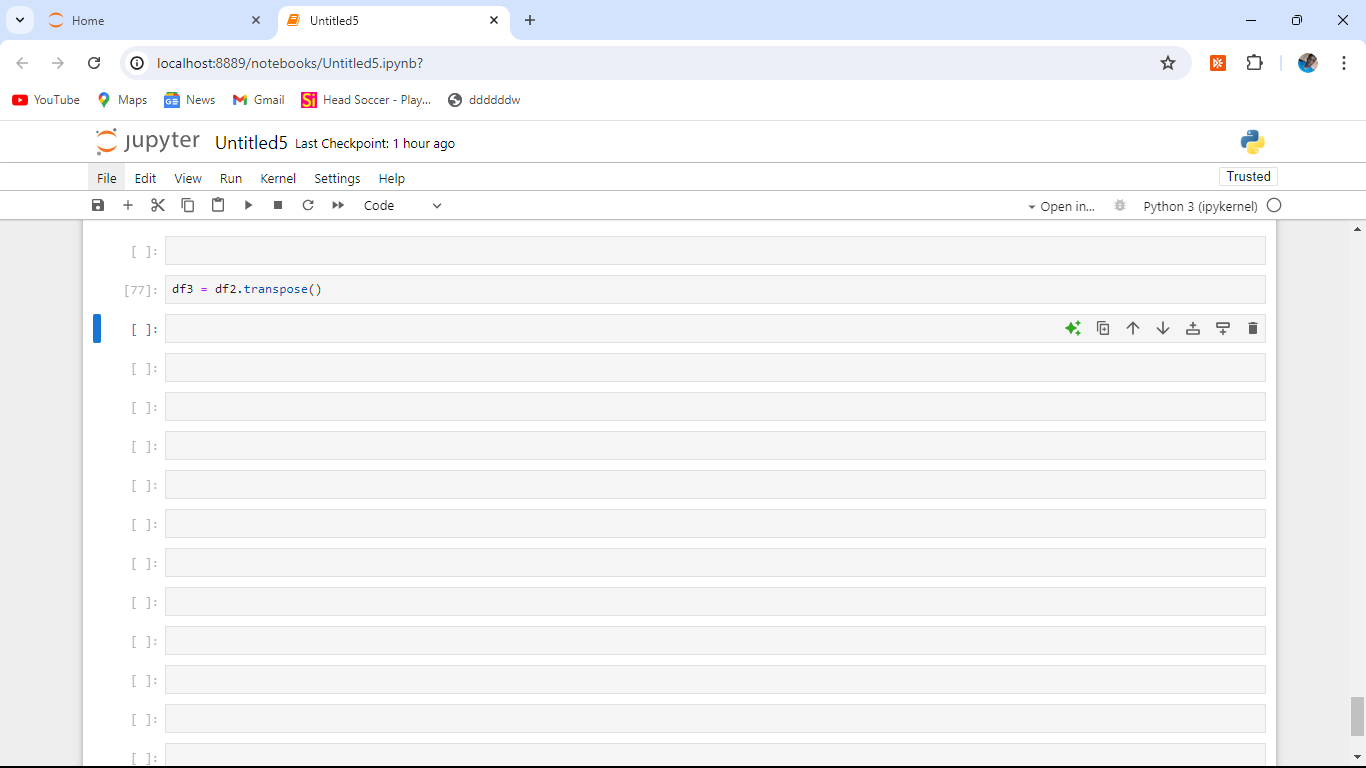 Home
Untitled5
localhost:8889/notebooks/Untitled5.ipynb?
YouTube Maps News Gmail Si Head Soccer - Play... ddddddw
jupyter Untitled5 Last Checkpoint: 1 hour ago
File Edit View Run Kernel Settings Help Trusted
Code Open in... Python 3 (ipykernel)
[ ]:
[77]: df3 = df2.transpose()
[ ]:
[ ]:
[ ]:
[ ]:
[ ]:
[ ]:
[ ]:
[ ]:
[ ]:
[ ]:
[ ]:
[ ]: